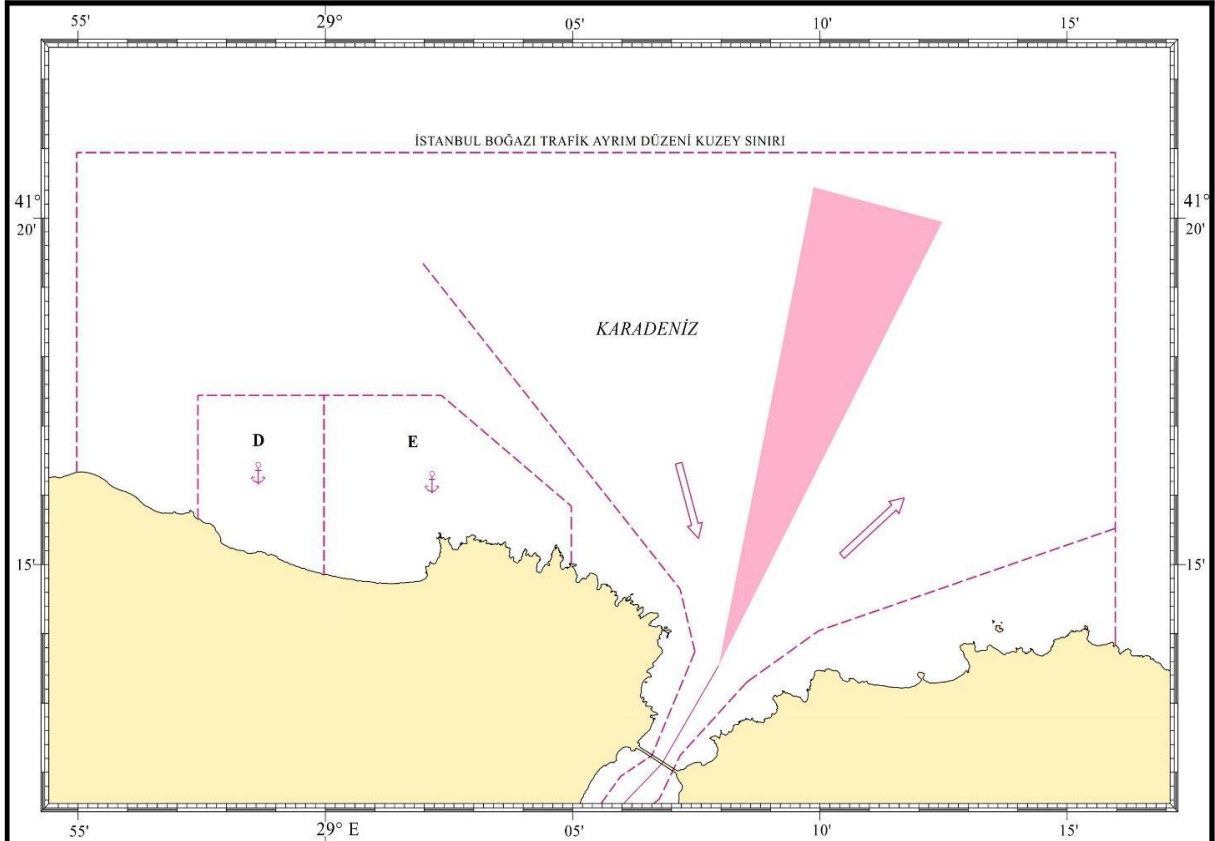 55' 29° 05' 10' 15'
İSTANBUL BOĞAZI TRAFİK AYRIM DÜZENİ KUZEY SINIRI
41° 41°
20' 20'
KARADENİZ
D E
15' 15'
55' 29° E 05' 10' 15'